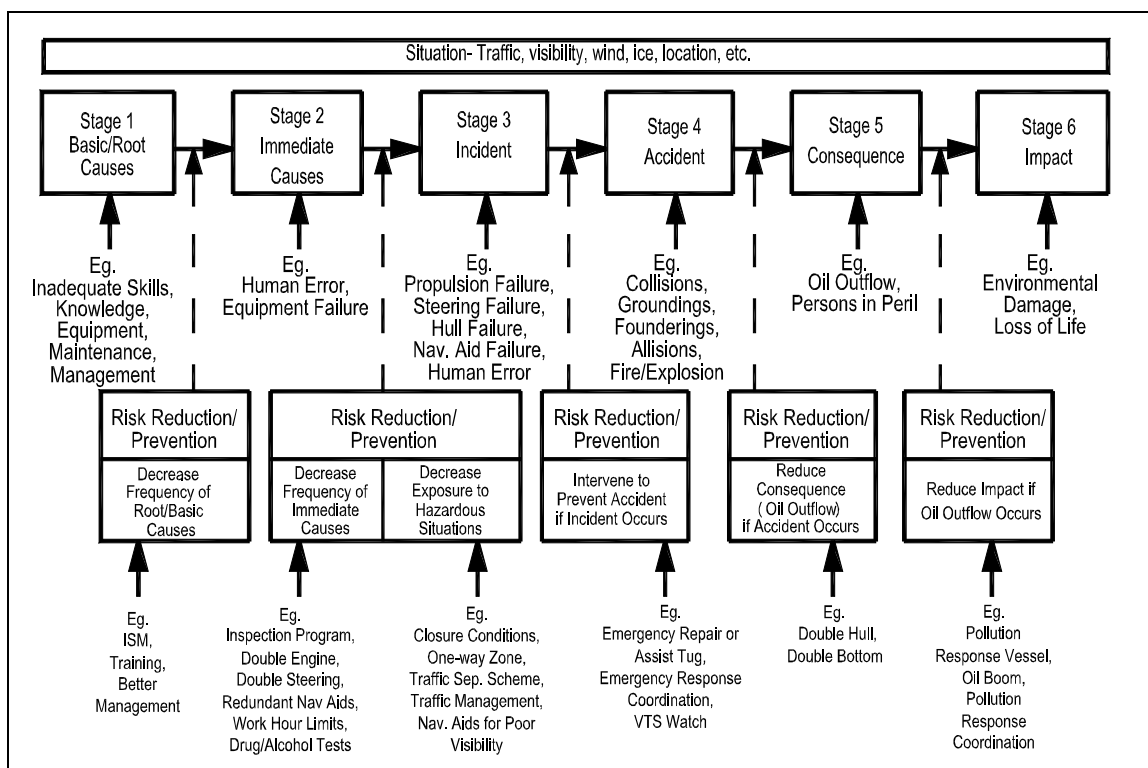 Situation- Traffic, visibility, wind, ice, location, etc.
Stage 1
Basic/Root
Causes
Stage 2
Immediate
Causes
Stage 3
Incident
Stage 4
Accident
Stage 5
Consequence
Stage 6
Impact
Eg.
Inadequate Skills,
Knowledge,
Equipment,
Maintenance,
Management
Eg.
Human Error,
Equipment Failure
Eg.
Propulsion Failure,
Steering Failure,
Hull Failure,
Nav. Aid Failure,
Human Error
Eg.
Collisions,
Groundings,
Founderings,
Allisions,
Fire/Explosion
Eg.
Oil Outflow,
Persons in Peril
Eg.
Environmental
Damage,
Loss of Life
Risk Reduction/
Prevention
Decrease
Frequency of
Root/Basic
Causes
Risk Reduction/
Prevention
Decrease
Frequency of
Immediate
Causes
Decrease
Exposure to
Hazardous
Situations
Risk Reduction/
Prevention
Intervene to
Prevent Accident
if Incident Occurs
Risk Reduction/
Prevention
Reduce
Consequence
( Oil Outflow)
if Accident Occurs
Risk Reduction/
Prevention
Reduce Impact if
Oil Outflow Occurs
Eg.
ISM,
Training,
Better
Management
Eg.
Inspection Program,
Double Engine,
Double Steering,
Redundant Nav Aids,
Work Hour Limits,
Drug/Alcohol Tests
Eg.
Closure Conditions,
One-way Zone,
Traffic Sep. Scheme,
Traffic Management,
Nav. Aids for Poor
Visibility
Eg.
Emergency Repair or
Assist Tug,
Emergency Response
Coordination,
VTS Watch
Eg.
Double Hull,
Double Bottom
Eg.
Pollution
Response Vessel,
Oil Boom,
Pollution
Response
Coordination